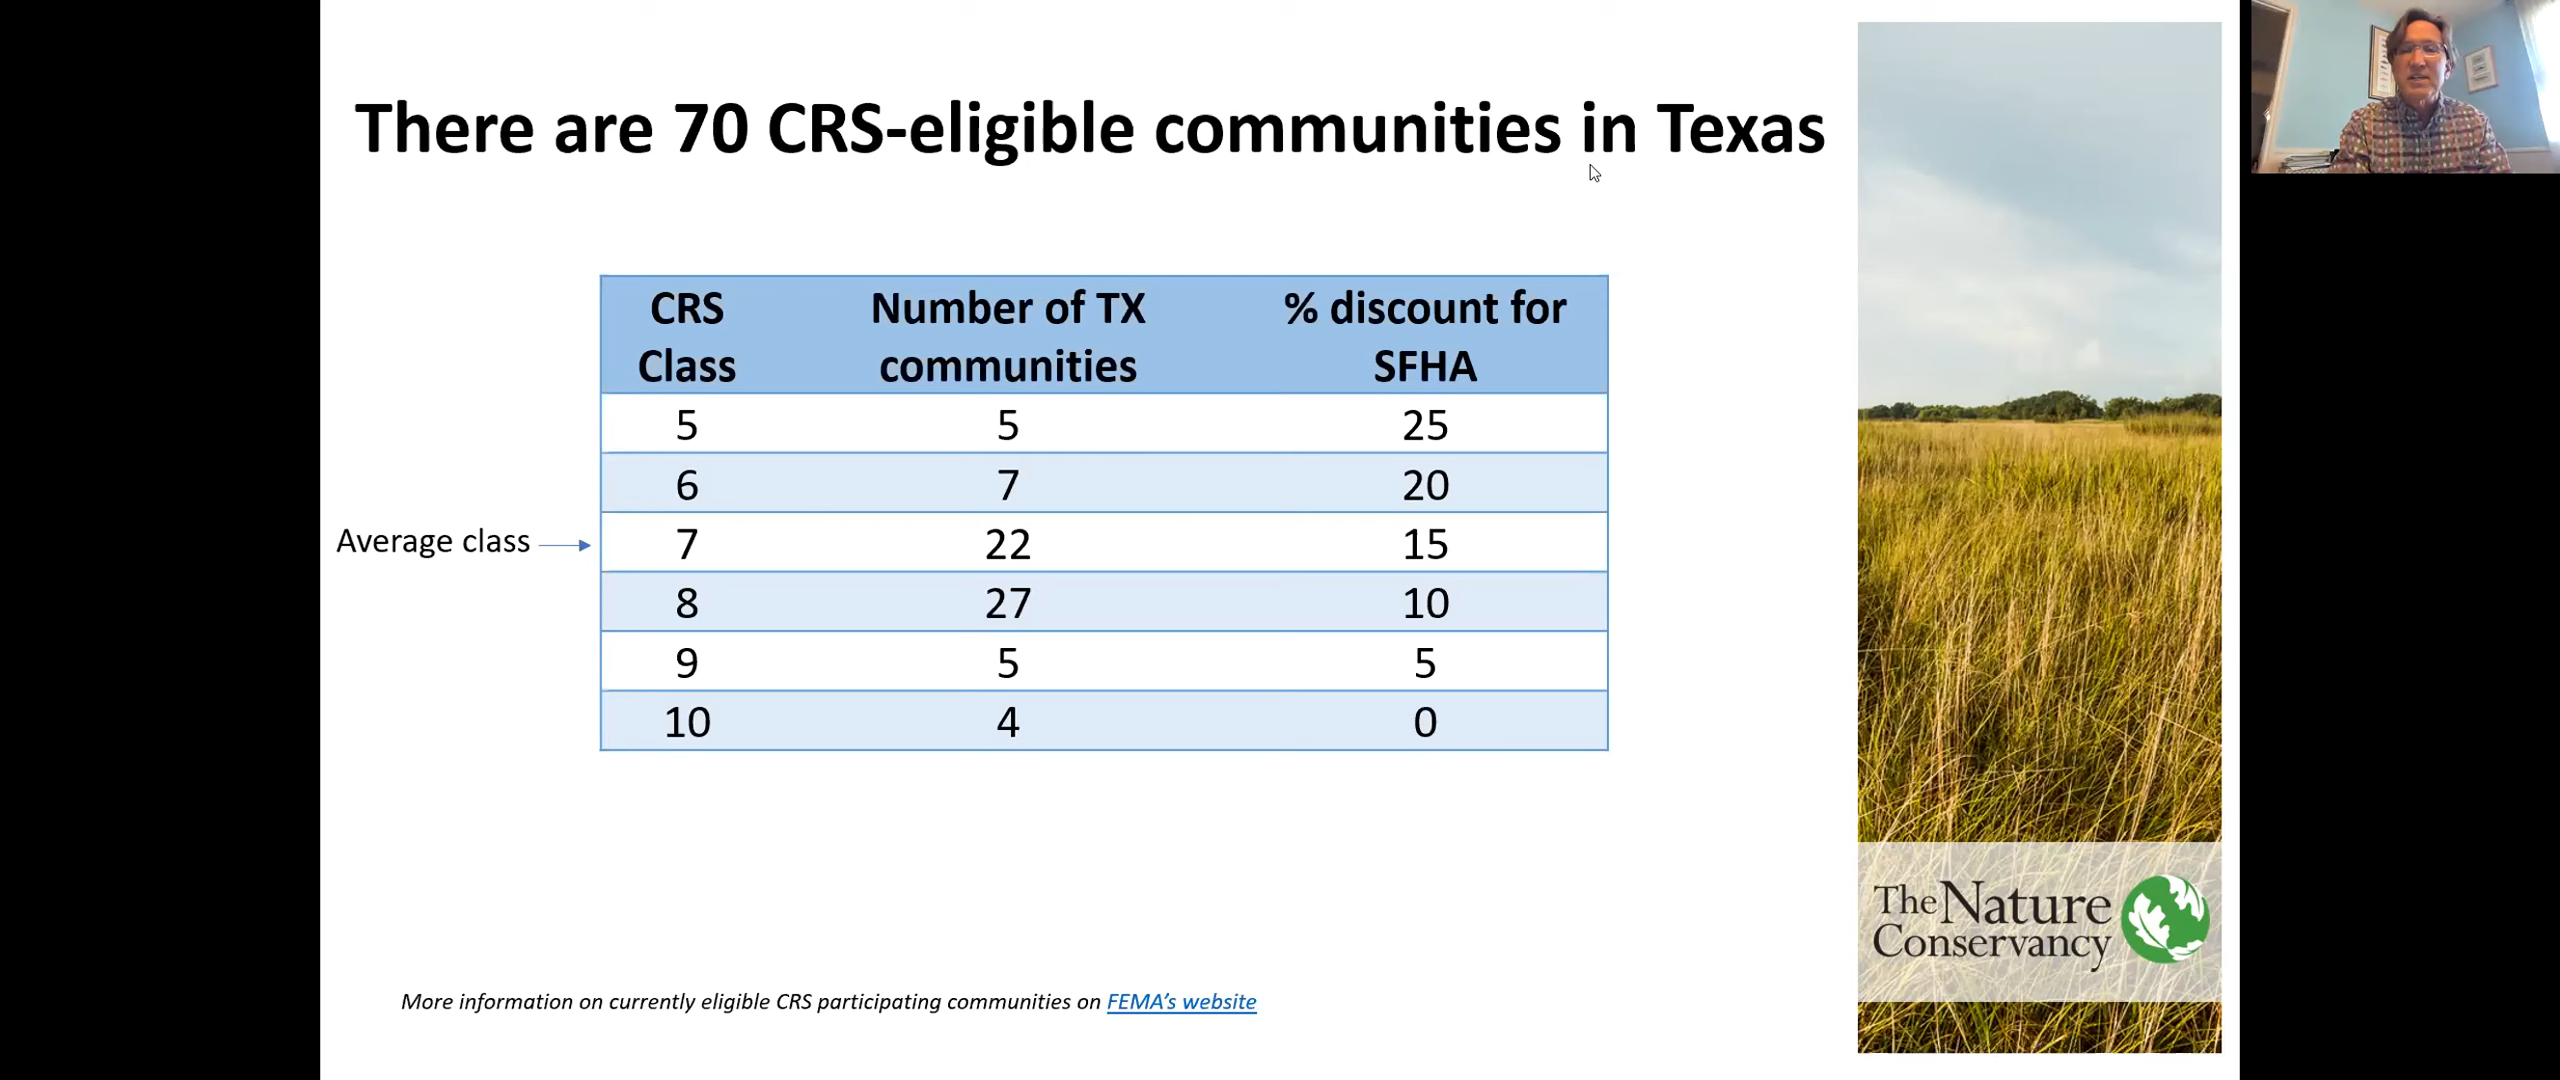 There are 70 CRS-eligible communities in Texas
CRS Class Number of TX communities % discount for SFHA
5 5 25
6 7 20
Average class 7 22 15
8 27 10
9 5 5
10 4 0
More information on currently eligible CRS participating communities on FEMA's website
The Nature
Conservancy